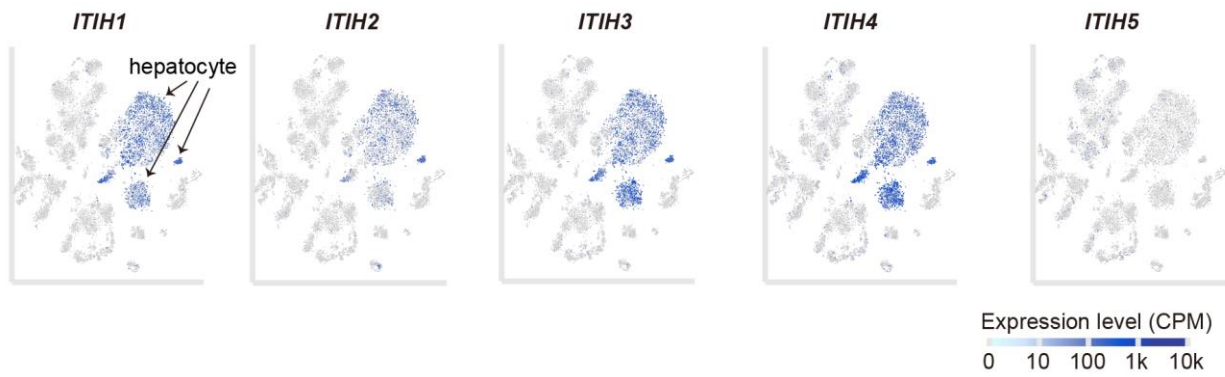 ITIH1 ITIH2 ITIH3 ITIH4 ITIH5
hepatocyte
Expression level (CPM)
0 10 100 1k 10k